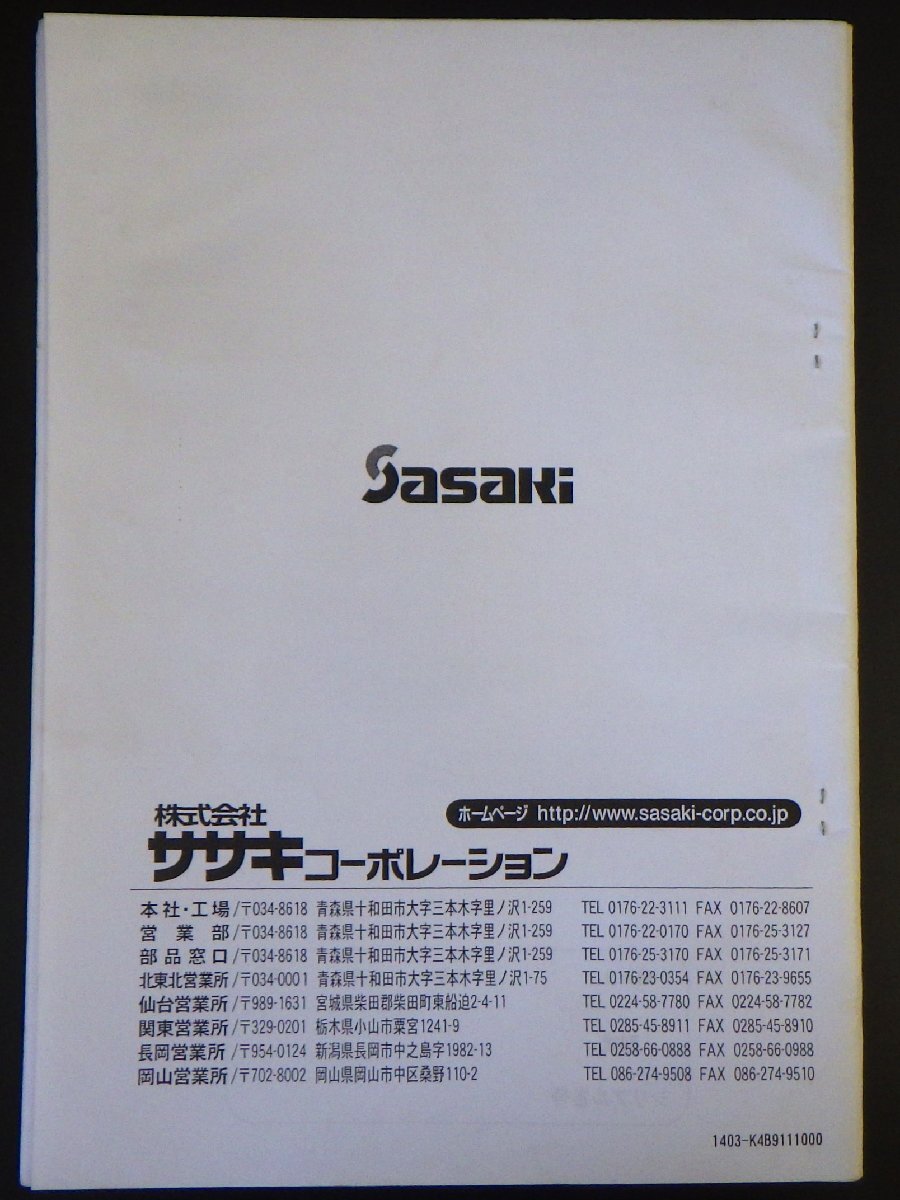 Sasaki
株式会社
ササキコーポレーション
ホームページ http://www.sasaki-corp.co.jp
本社・工場/〒034-8618 青森県十和田市大字三本木字里ノ沢1-259 TEL 0176-22-3111 FAX 0176-22-8607
営業部/〒034-8618 青森県十和田市大字三本木字里ノ沢1-259 TEL 0176-22-0170 FAX 0176-25-3127
部品窓口/〒034-8618 青森県十和田市大字三本木字里ノ沢1-259 TEL 0176-25-3170 FAX 0176-25-3171
北東北営業所/〒034-0001 青森県十和田市大字三本木字里ノ沢1-75 TEL 0176-23-0354 FAX 0176-23-9655
仙台営業所/〒989-1631 宮城県柴田郡柴田町東船迫2-4-11 TEL 0224-58-7780 FAX 0224-58-7782
関東営業所/〒329-0201 栃木県小山市粟宮1241-9 TEL 0285-45-8911 FAX 0285-45-8910
長岡営業所/〒954-0124 新潟県長岡市中之島字1982-13 TEL 0258-66-0888 FAX 0258-66-0988
岡山営業所/〒702-8002 岡山県岡山市中区桑野110-2 TEL 086-274-9508 FAX 086-274-9510
1403-K4B9111000